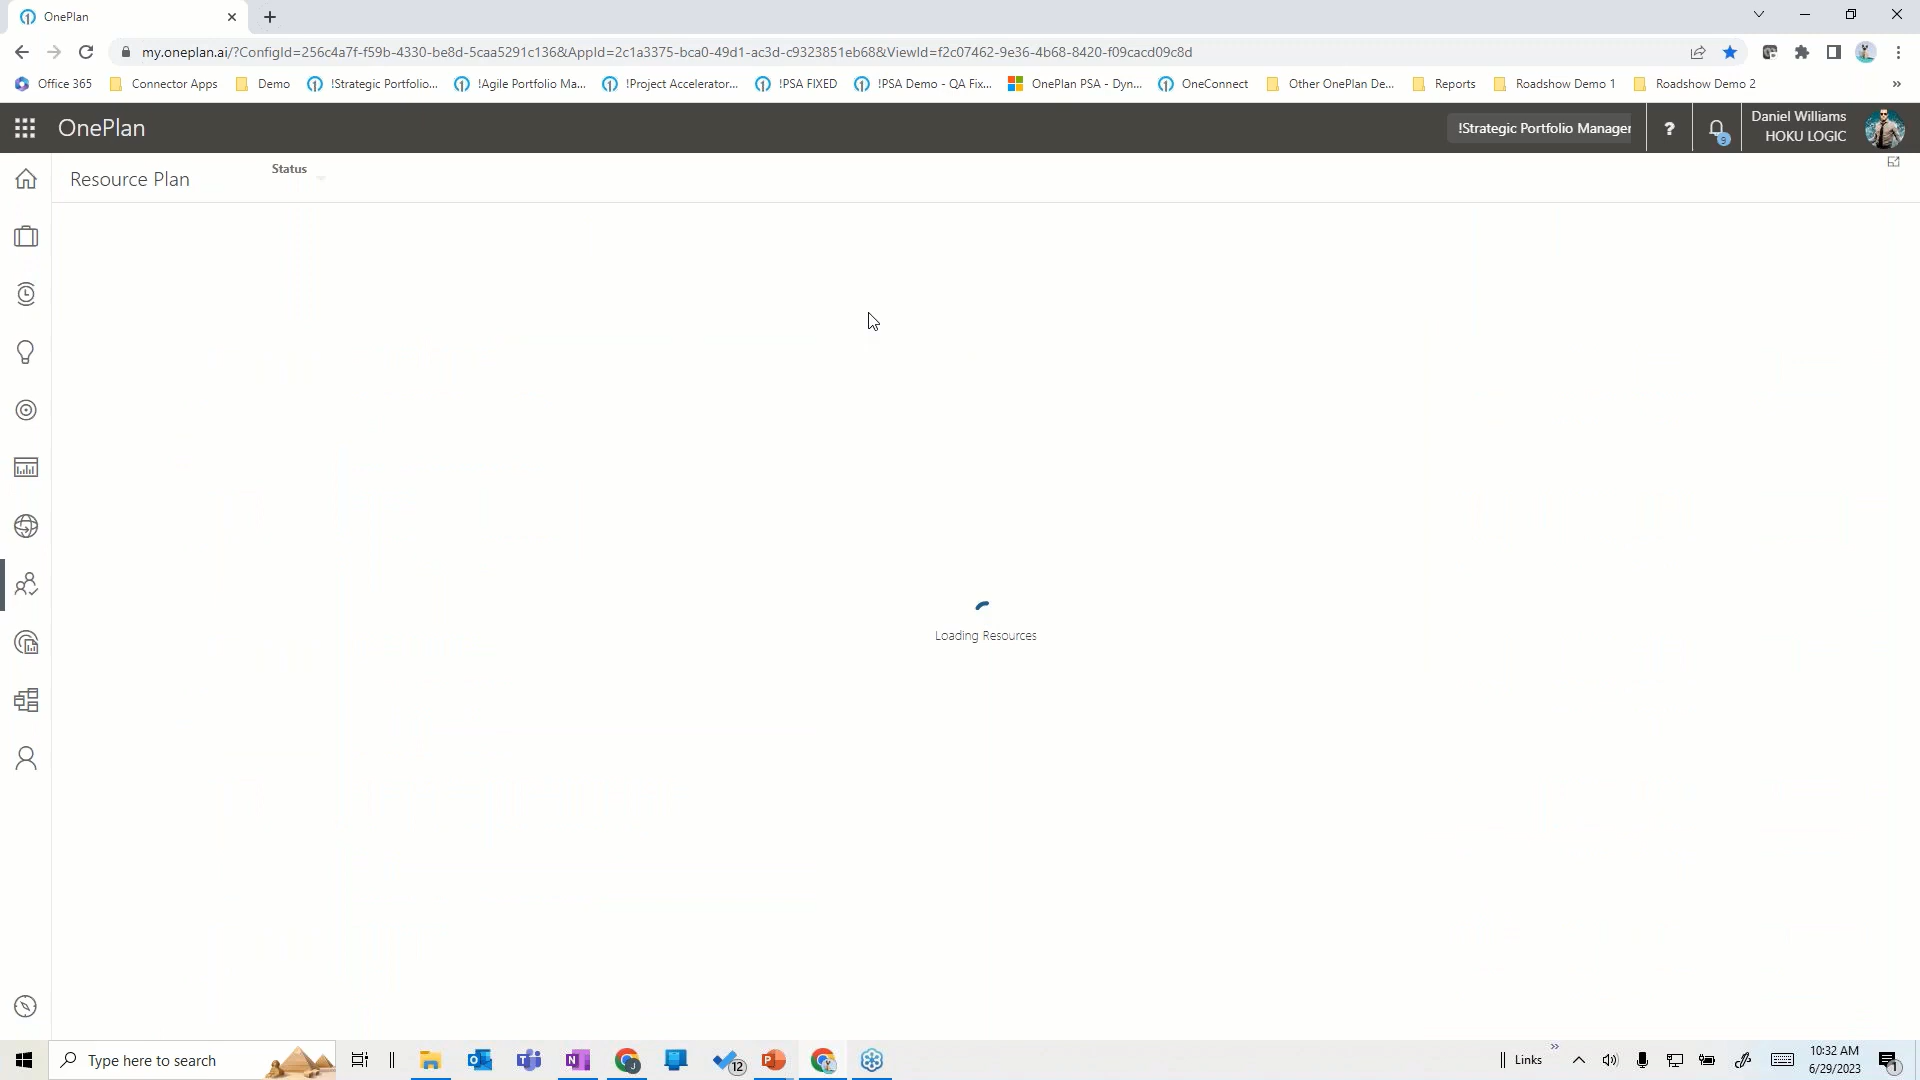 OnePlan
my.oneplan.ai/?ConfigId=256c4a7f-f59b-4330-be8d-5caa5291c136&AppId=2c1a3375-bca0-49d1-ac3d-c9323851eb68&ViewId=f2c07462-9e36-4b68-8420-f09cacd09c8d
Office 365 Connector Apps Demo !Strategic Portfolio... !Agile Portfolio Ma... !Project Accelerator... !PSA FIXED !PSA Demo - QA Fix... OnePlan PSA - Dyn... OneConnect Other OnePlan De... Reports Roadshow Demo 1 Roadshow Demo 2 »
OnePlan !Strategic Portfolio Manager ? 9 Daniel Williams
HOKU LOGIC
Resource Plan Status
Loading Resources
Type here to search 12 Links 10:32 AM
6/29/2023 1